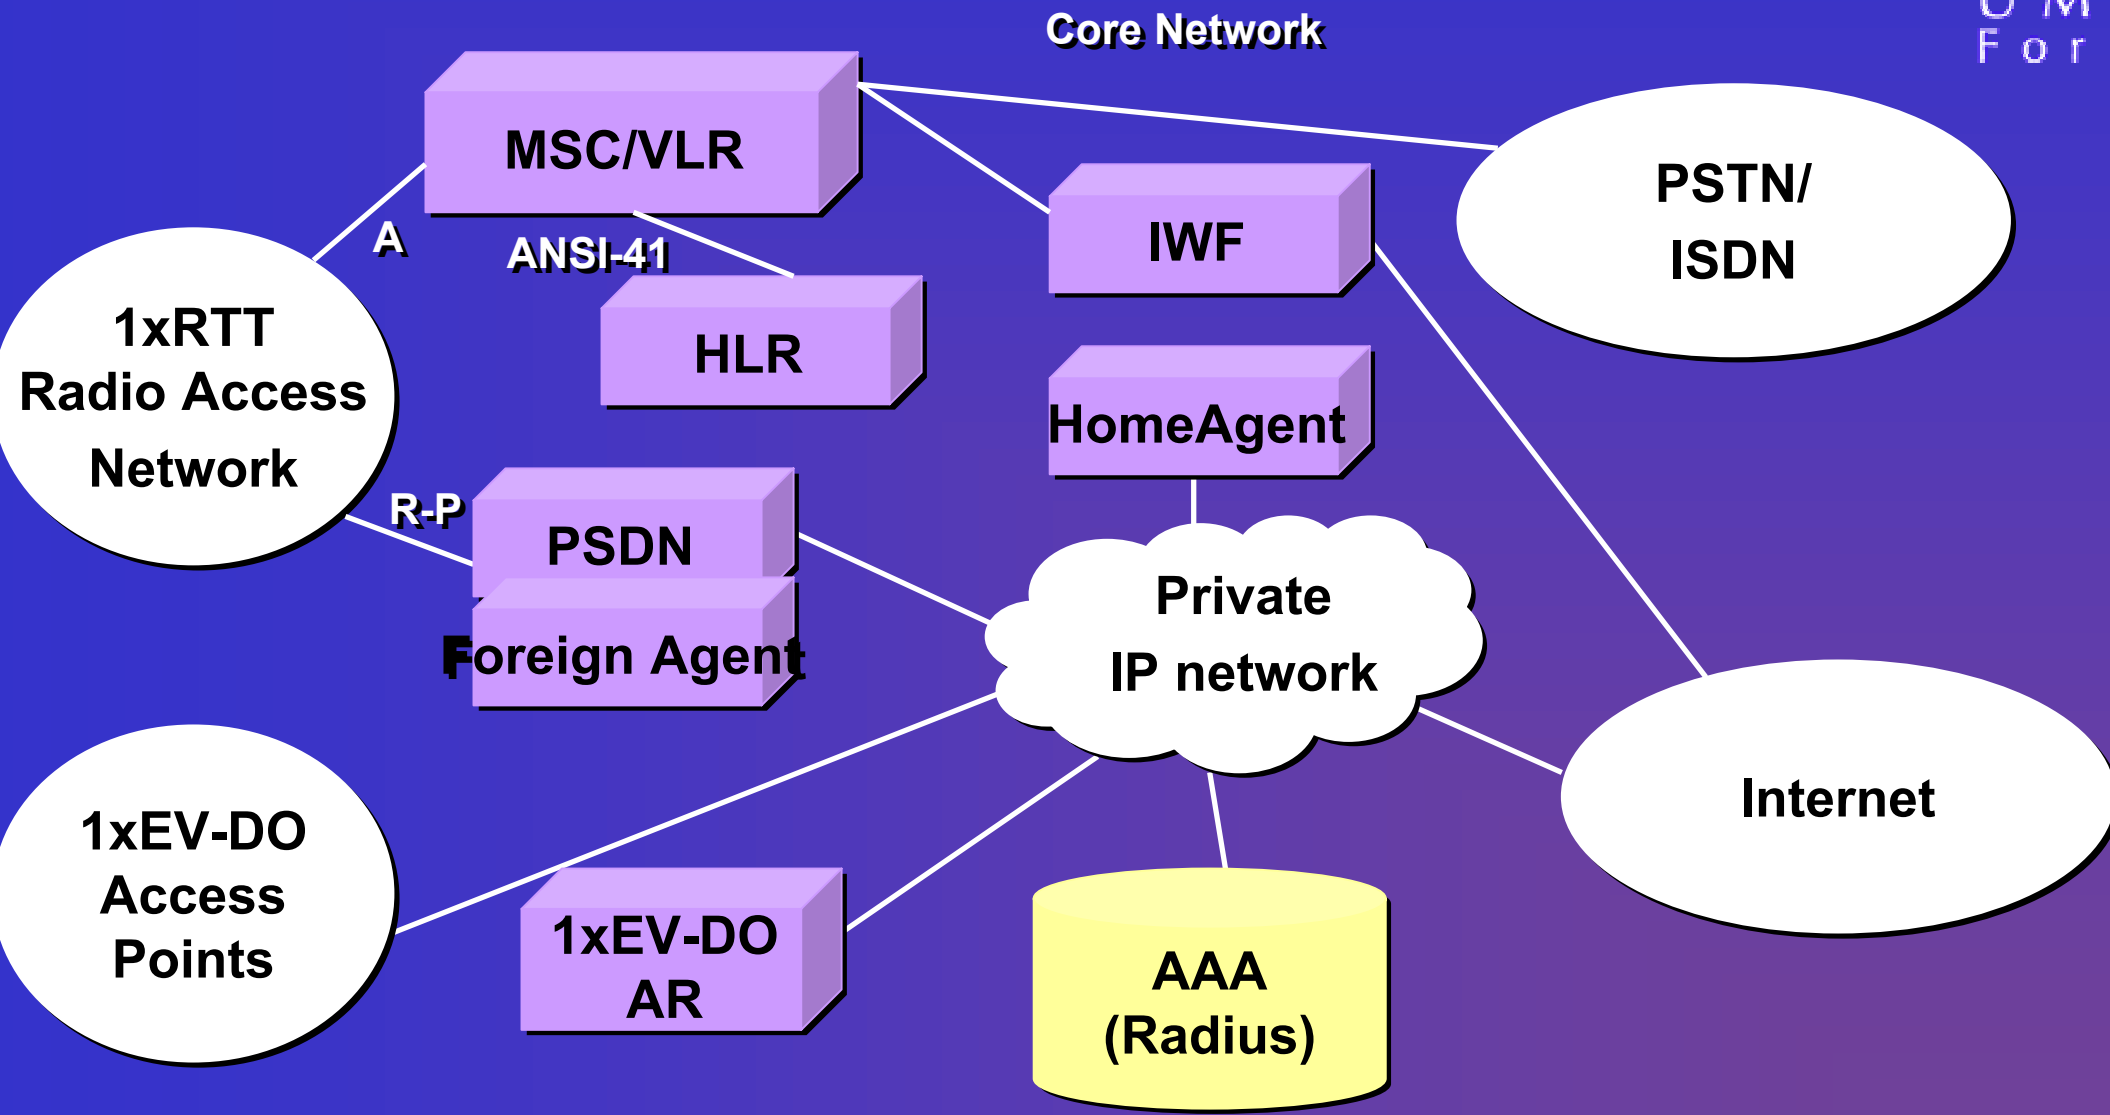 Core Network
For
MSC/VLR
PSTN/
ISDN
IWF
A
ANSI-41
1xRTT
Radio Access
Network
HLR
HomeAgent
R-P
PSDN
Foreign Agent
Private
IP network
Internet
1xEV-DO
Access
Points
1xEV-DO
AR
AAA
(Radius)